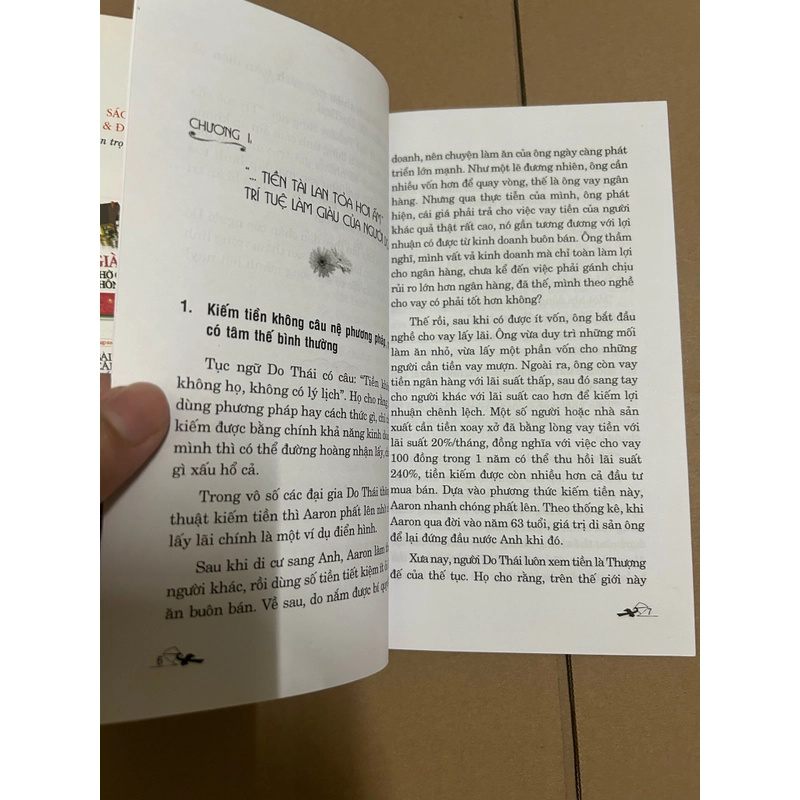 SÁC
& Đ
n trọ
GIÀ
CHƯƠNG I.
"... TIỀN TÀI LAN TỎA HƠI ẤM"
TRÍ TUỆ LÀM GIÀU CỦA NGƯỜI DO
1. Kiếm tiền không câu nệ phương pháp,
có tâm thế bình thường
Tục ngữ Do Thái có câu: "Tiền khô
không họ, không có lý lịch". Họ cho rằng
dùng phương pháp hay cách thức gì, chỉ c
kiếm được bằng chính khả năng kinh doa
mình thì có thể đường hoàng nhận lấy, c
gì xấu hổ cả.
Trong vô số các đại gia Do Thái thà
thuật kiếm tiền thì Aaron phất lên nhờ c
lấy lãi chính là một ví dụ điển hình.
Sau khi di cư sang Anh, Aaron làm th
người khác, rồi dùng số tiền tiết kiệm ít ỏi
ăn buôn bán. Về sau, do nắm được bí quy
6
doanh, nên chuyện làm ăn của ông ngày càng phát
triển lớn mạnh. Như một lẽ đương nhiên, ông cần
nhiều vốn hơn để quay vòng, thế là ông vay ngân
hàng. Nhưng qua thực tiễn của mình, ông phát
hiện, cái giá phải trả cho việc vay tiền của người
khác quả thật rất cao, nó gần tương đương với lợi
nhuận có được từ kinh doanh buôn bán. Ông thầm
nghĩ, mình vất vả kinh doanh mà chỉ toàn làm lợi
cho ngân hàng, chưa kể đến việc phải gánh chịu
rủi ro lớn hơn ngân hàng, đã thế, mình theo nghề
cho vay có phải tốt hơn không?
Thế rồi, sau khi có được ít vốn, ông bắt đầu
nghề cho vay lấy lãi. Ông vừa duy trì những mối
làm ăn nhỏ, vừa lấy một phần vốn cho những
người cần tiền vay mượn. Ngoài ra, ông còn vay
tiền ngân hàng với lãi suất thấp, sau đó sang tay
cho người khác với lãi suất cao hơn để kiếm lợi
nhuận chênh lệch. Một số người hoặc nhà sản
xuất cần tiền xoay xở đã bằng lòng vay tiền với
lãi suất 20%/tháng, đồng nghĩa với việc cho vay
100 đồng trong 1 năm có thể thu hồi lãi suất
240%, tiền kiếm được còn nhiều hơn cả đầu tư
mua bán. Dựa vào phương thức kiếm tiền này,
Aaron nhanh chóng phất lên. Theo thống kê, khi
Aaron qua đời vào năm 63 tuổi, giá trị di sản ông
để lại đứng đầu nước Anh khi đó.
Xưa nay, người Do Thái luôn xem tiền là Thượng
đế của thế tục. Họ cho rằng, trên thế giới này
7